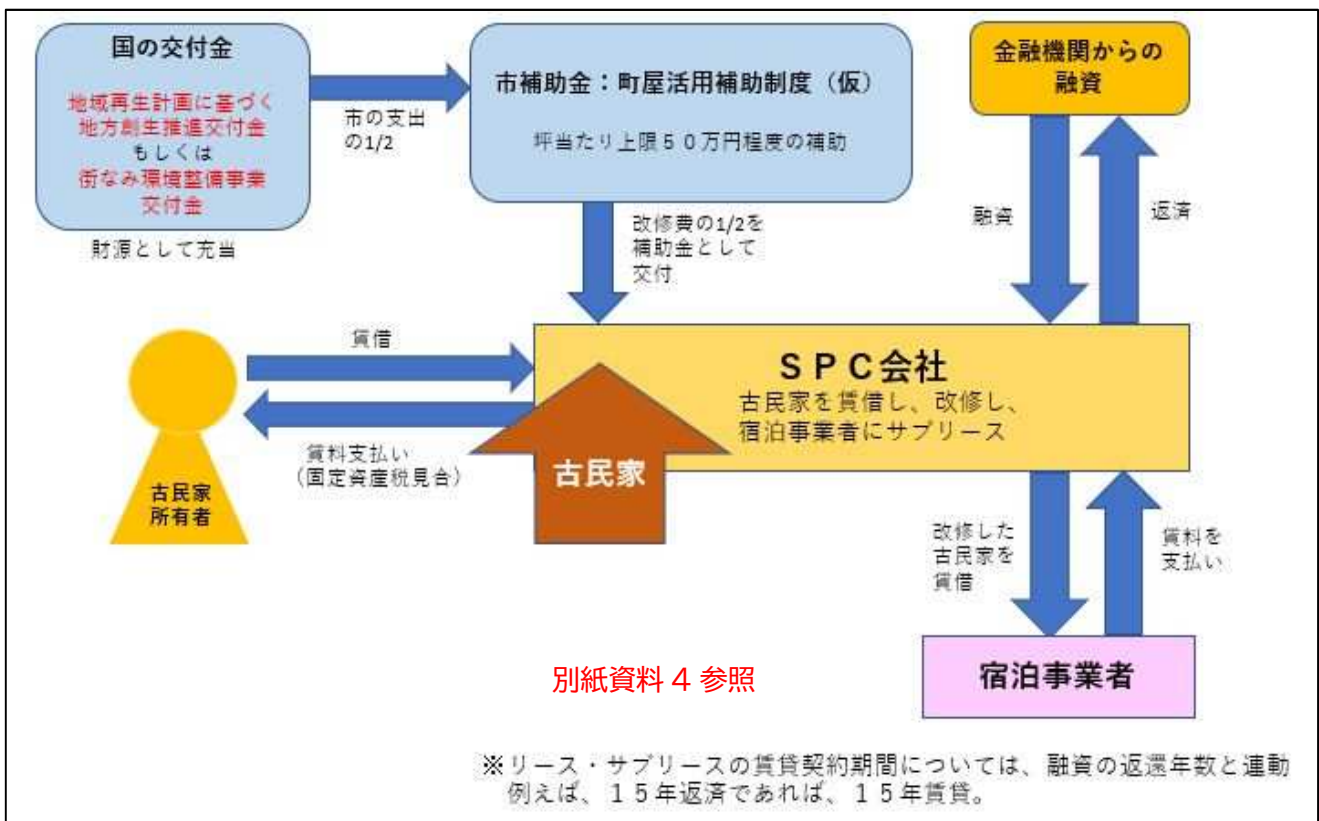 国の交付金
地域再生計画に基づく
地方創生推進交付金
もしくは
街なみ環境整備事業
交付金
財源として充当
市の支出
の1/2
市補助金：町屋活用補助制度（仮）
坪当たり上限５０万円程度の補助
金融機関からの
融資
改修費の1/2を
補助金として
交付
融資
返済
賃借
賃料支払い
（固定資産税見合）
古民家
所有者
ＳＰＣ会社
古民家を賃借し、改修し、
宿泊事業者にサブリース
古民家
改修した
古民家を
賃借
賃料を
支払い
宿泊事業者
別紙資料４参照
※リース・サブリースの賃貸契約期間については、融資の返還年数と連動
例えば、１５年返済であれば、１５年賃貸。